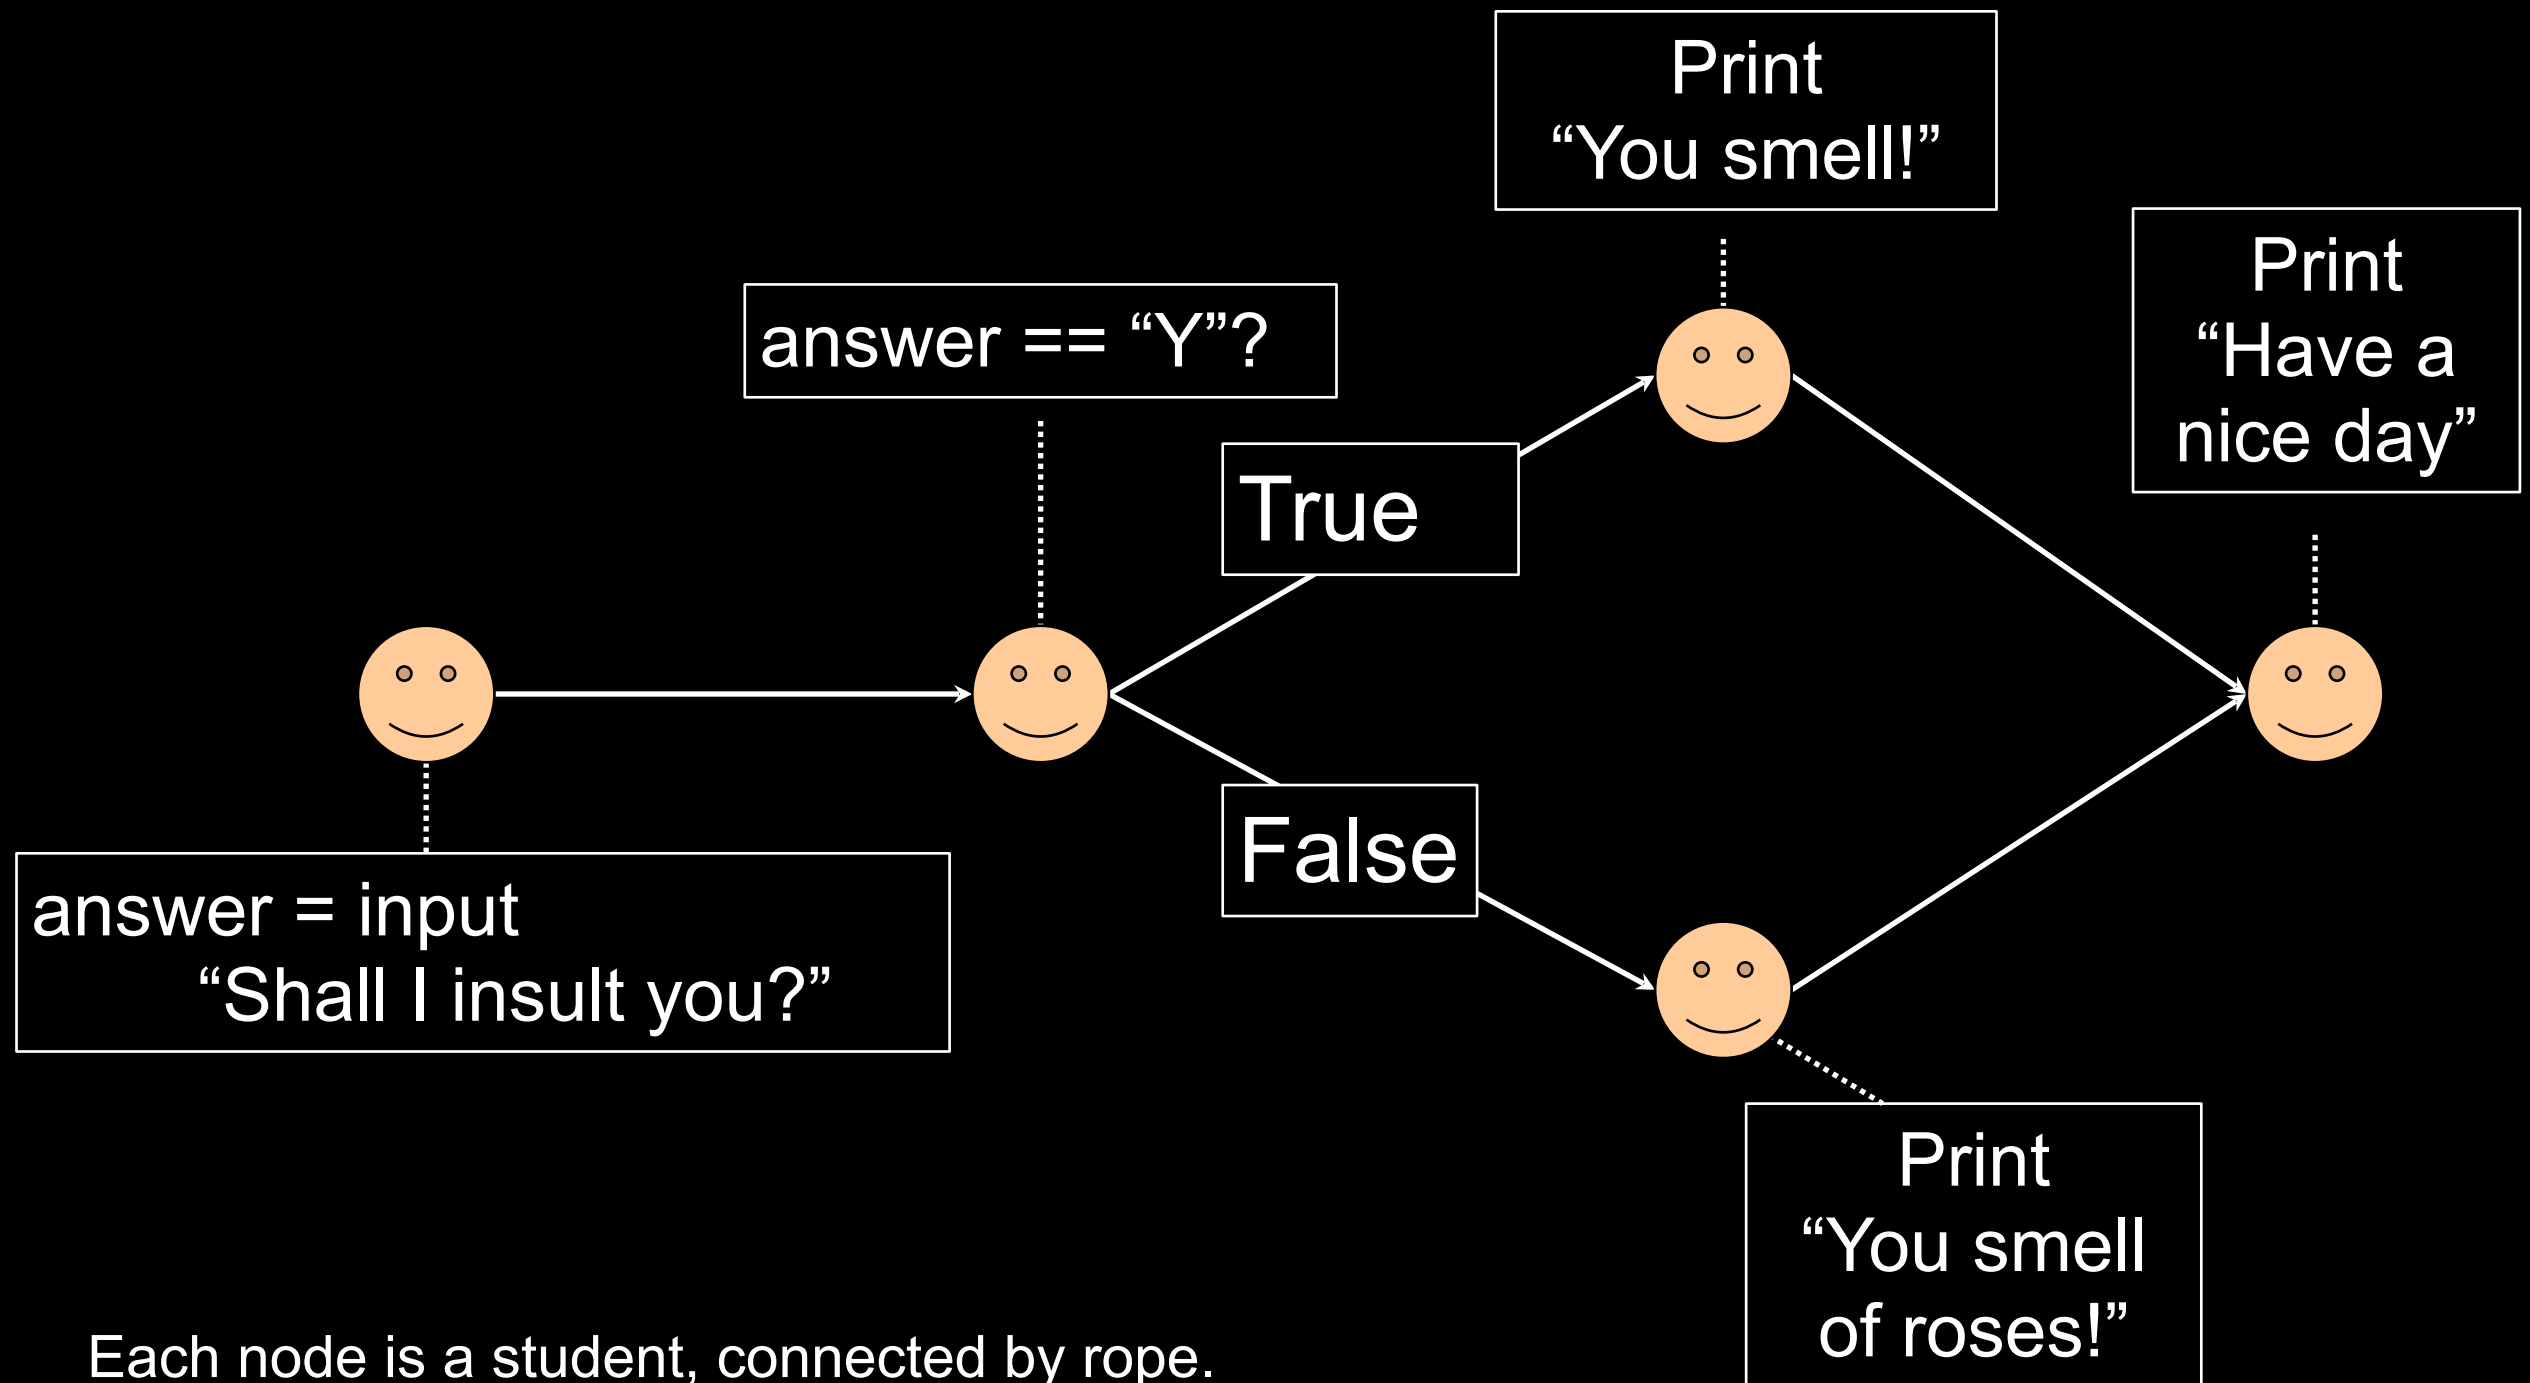 answer = input
“Shall I insult you?”
answer == “Y”?
True
False
Print
“You smell!”
Print
“You smell
of roses!”
Print
“Have a
nice day”
Each node is a student, connected by rope.